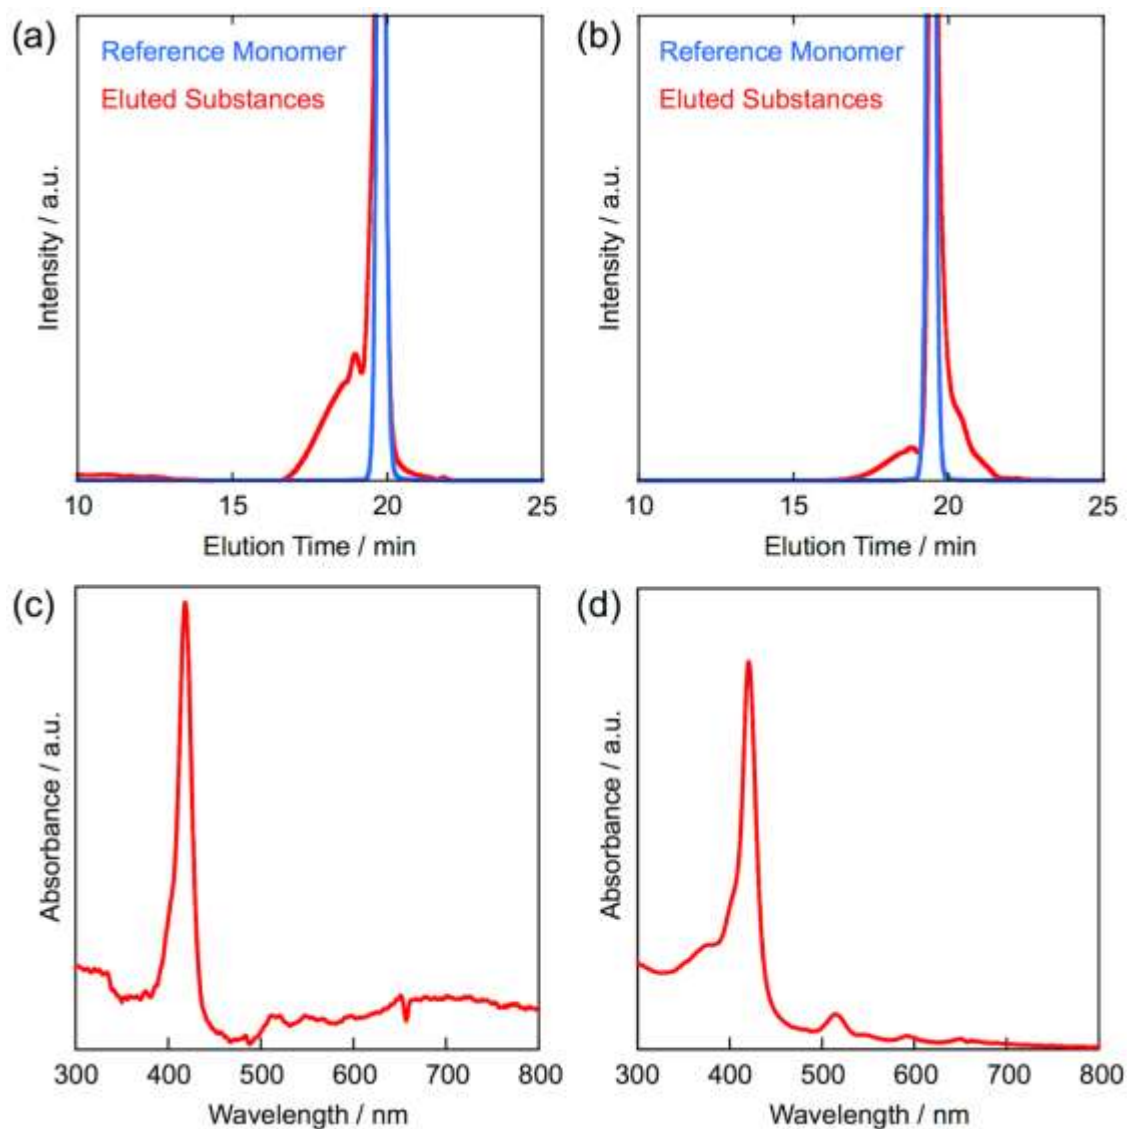 (a)
Reference Monomer
Eluted Substances
Intensity / a.u.
10 15 20 25
Elution Time / min
(b)
Reference Monomer
Eluted Substances
Intensity / a.u.
10 15 20 25
Elution Time / min
(c)
Absorbance / a.u.
300 400 500 600 700 800
Wavelength / nm
(d)
Absorbance / a.u.
300 400 500 600 700 800
Wavelength / nm